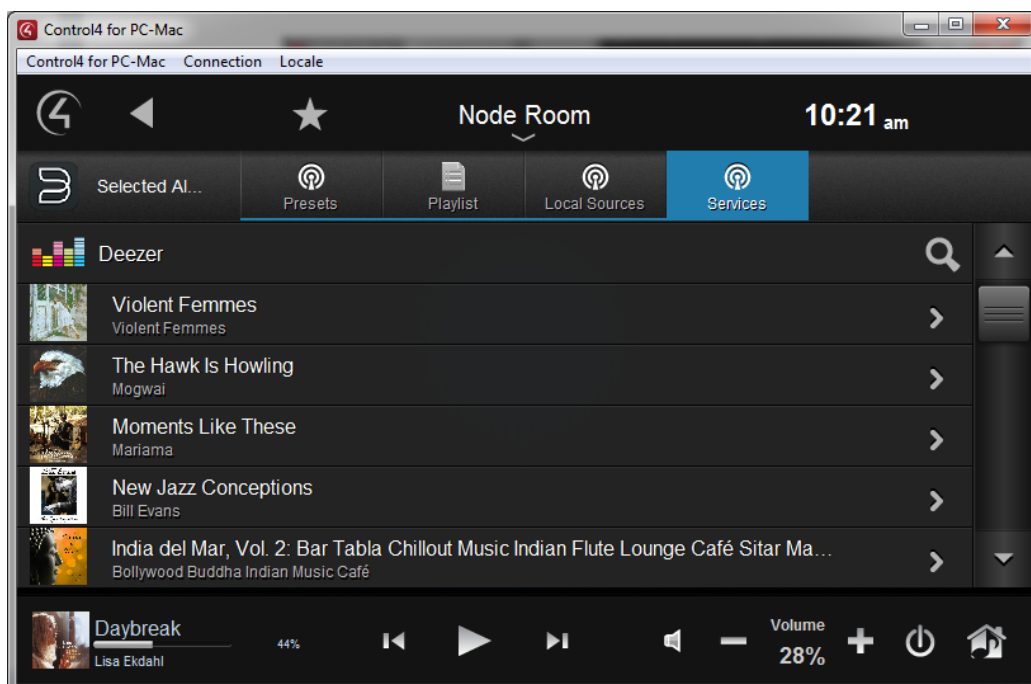 Control4 for PC-Mac
Control4 for PC-Mac Connection Locale
Node Room
10:21 am
Selected Al...
Presets
Playlist
Local Sources
Services
Deezer
Violent Femmes
Violent Femmes
The Hawk Is Howling
Mogwai
Moments Like These
Mariama
New Jazz Conceptions
Bill Evans
India del Mar, Vol. 2: Bar Tabla Chillout Music Indian Flute Lounge Café Sitar Ma...
Bollywood Buddha Indian Music Café
Daybreak
Lisa Ekdahl
44%
Volume
28%